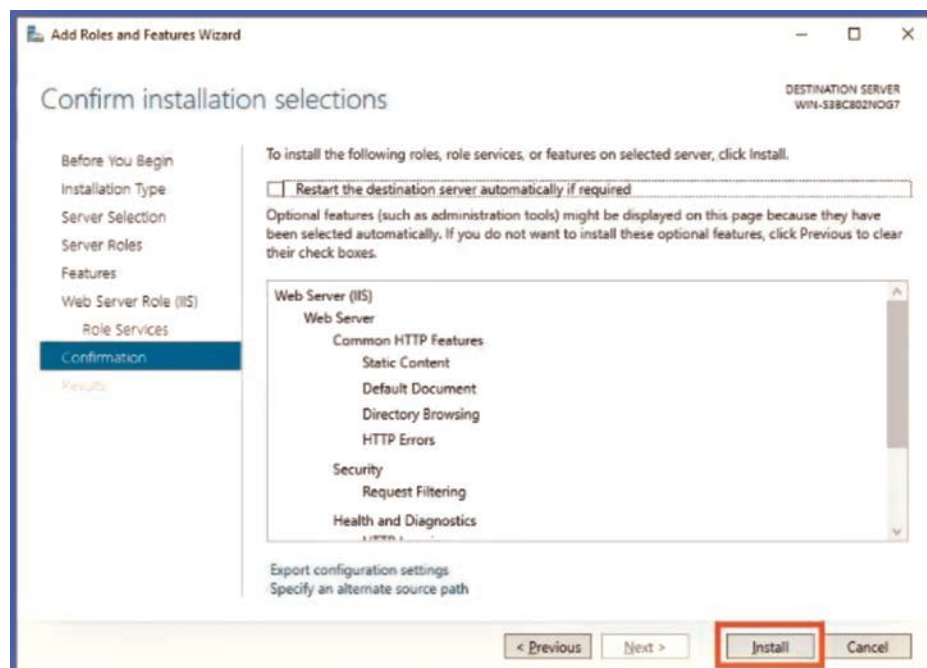 Add Roles and Features Wizard
Confirm installation selections
DESTINATION SERVER
WIN-S3BC802NOG7
Before You Begin
Installation Type
Server Selection
Server Roles
Features
Web Server Role (IIS)
Role Services
Confirmation
Results
To install the following roles, role services, or features on selected server, click Install.
Restart the destination server automatically if required
Optional features (such as administration tools) might be displayed on this page because they have
been selected automatically. If you do not want to install these optional features, click Previous to clear
their check boxes.
Web Server (IIS)
Web Server
Common HTTP Features
Static Content
Default Document
Directory Browsing
HTTP Errors
Security
Request Filtering
Health and Diagnostics
Export configuration settings
Specify an alternate source path
< Previous
Next >
Install
Cancel